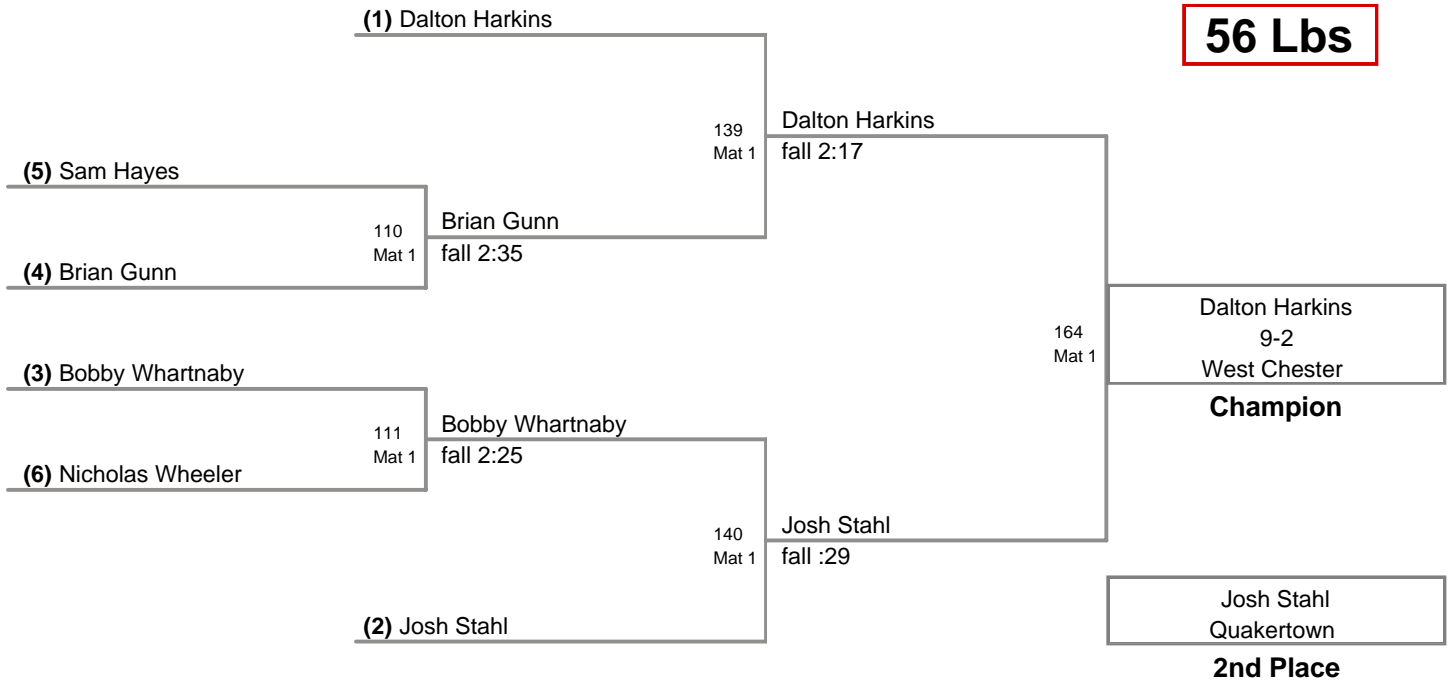 (1) Dalton Harkins
56 Lbs
139
Mat 1
Dalton Harkins
fall 2:17
(5) Sam Hayes
110
Mat 1
Brian Gunn
fall 2:35
(4) Brian Gunn
164
Mat 1
Dalton Harkins
9-2
West Chester
Champion
(3) Bobby Whartnaby
111
Mat 1
Bobby Whartnaby
fall 2:25
(6) Nicholas Wheeler
140
Mat 1
Josh Stahl
fall :29
(2) Josh Stahl
Josh Stahl
Quakertown
2nd Place